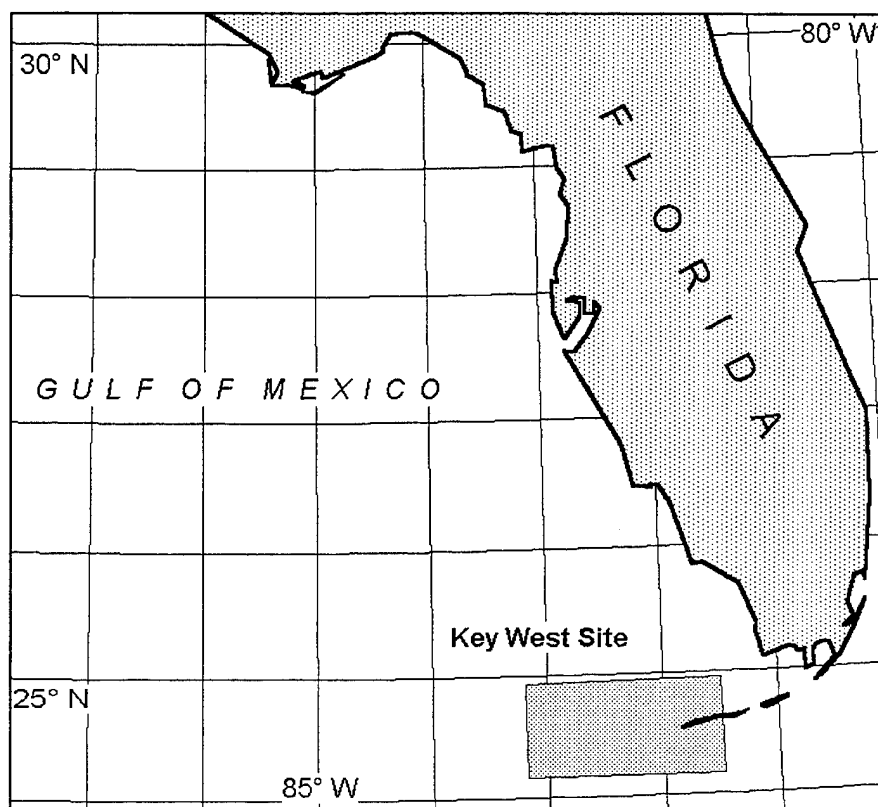 80° W
30° N
FLORIDA
GULF OF MEXICO
Key West Site
25° N
85° W